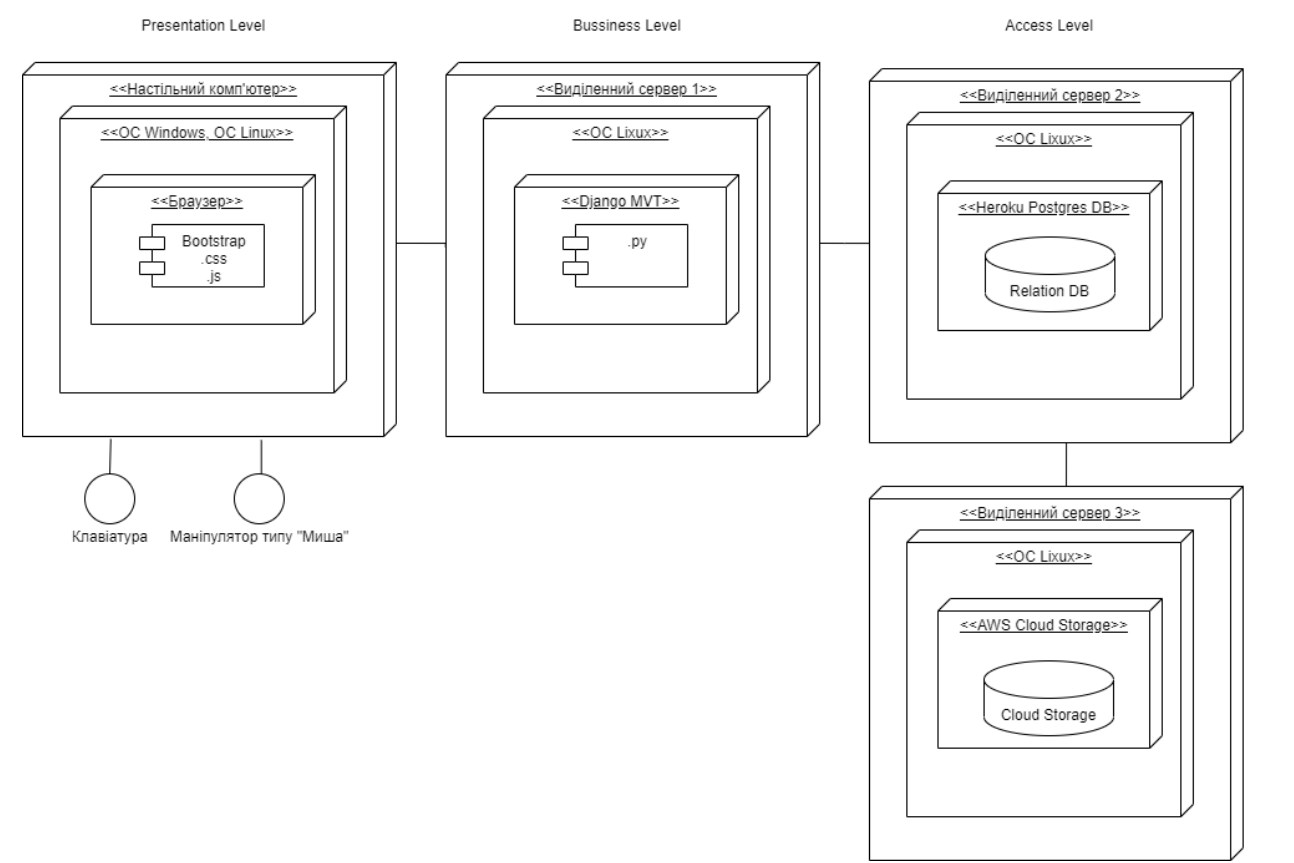 Presentation Level
Bussiness Level
Access Level
<<Настільний комп'ютер>>
<<ОС Windows, ОС Linux>>
<<Браузер>>
Bootstrap
.css
.js
Клавіатура
Маніпулятор типу "Миша"
<<Виділенний сервер 1>>
<<ОС Lixux>>
<<Django MVT>>
.py
<<Виділенний сервер 2>>
<<ОС Lixux>>
<<Heroku Postgres DB>>
Relation DB
<<Виділенний сервер 3>>
<<ОС Lixux>>
<<AWS Cloud Storage>>
Cloud Storage